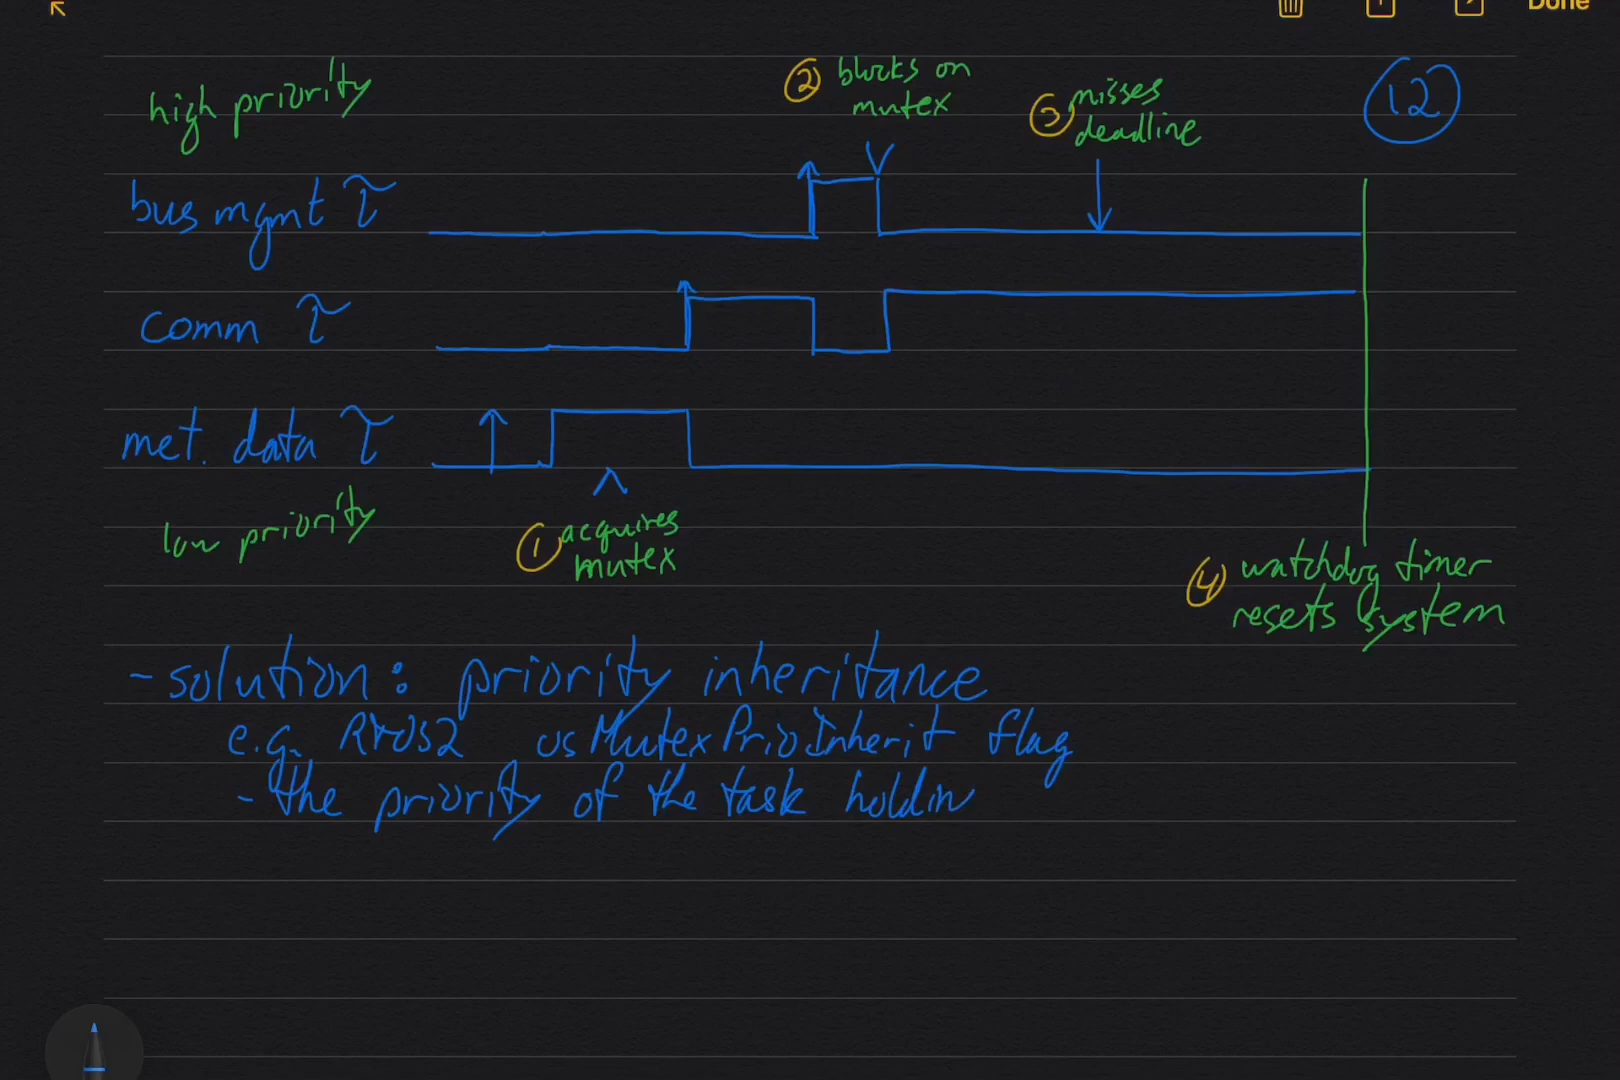 Done
high priority
② blocks on
mutex
③ misses
deadline
12
bus mgmt τ
comm τ
met. data τ
low priority
① acquires
mutex
④ watchdog timer
resets system
- solution: priority inheritance
e.g. RTOS2 osMutexPrioInherit flag
- the priority of the task holdin